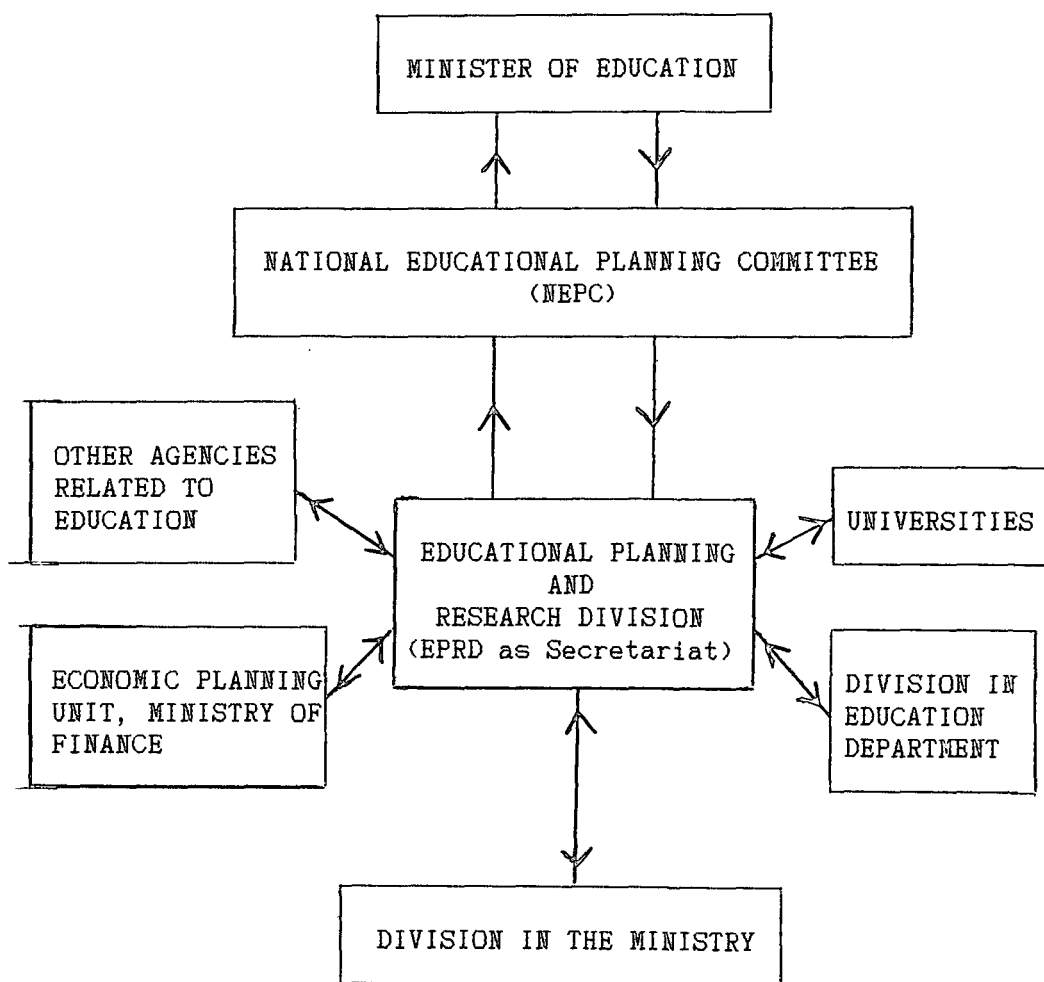 MINISTER OF EDUCATION
NATIONAL EDUCATIONAL PLANNING COMMITTEE
(NEPC)
OTHER AGENCIES
RELATED TO
EDUCATION
EDUCATIONAL PLANNING
AND
RESEARCH DIVISION
(EPRD as Secretariat)
UNIVERSITIES
ECONOMIC PLANNING
UNIT, MINISTRY OF
FINANCE
DIVISION IN
EDUCATION
DEPARTMENT
DIVISION IN THE MINISTRY